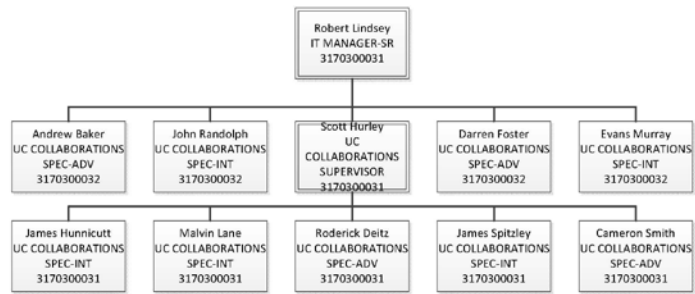 Robert Lindsey
IT MANAGER-SR
3170300031
Andrew Baker
UC COLLABORATIONS
SPEC-ADV
3170300032
John Randolph
UC COLLABORATIONS
SPEC-INT
3170300032
Scott Hurley
UC
COLLABORATIONS
SUPERVISOR
3170300031
Darren Foster
UC COLLABORATIONS
SPEC-ADV
3170300032
Evans Murray
UC COLLABORATIONS
SPEC-INT
3170300032
James Hunnicutt
UC COLLABORATIONS
SPEC-INT
3170300031
Malvin Lane
UC COLLABORATIONS
SPEC-INT
3170300031
Roderick Deitz
UC COLLABORATIONS
SPEC-ADV
3170300031
James Spitzley
UC COLLABORATIONS
SPEC-INT
3170300031
Cameron Smith
UC COLLABORATIONS
SPEC-ADV
3170300031